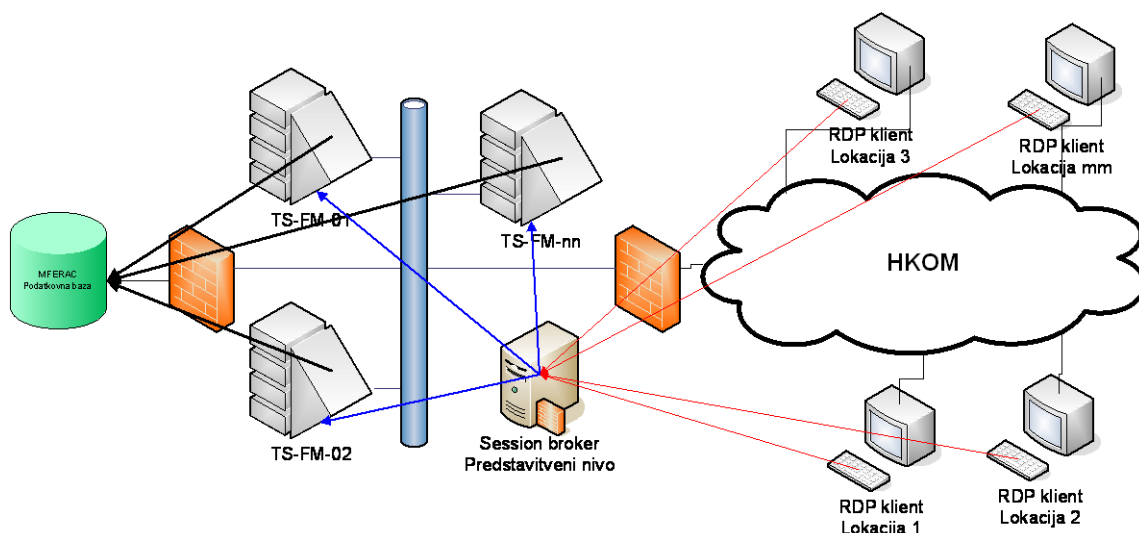 RDP klient
Lokacija 3
RDP klient
Lokacija mm
TS-FM-01
TS-FM-nn
MFERAC
Podatkovna baza
HKOM
TS-FM-02
Session broker
Predstavitveni nivo
RDP klient
Lokacija 1
RDP klient
Lokacija 2